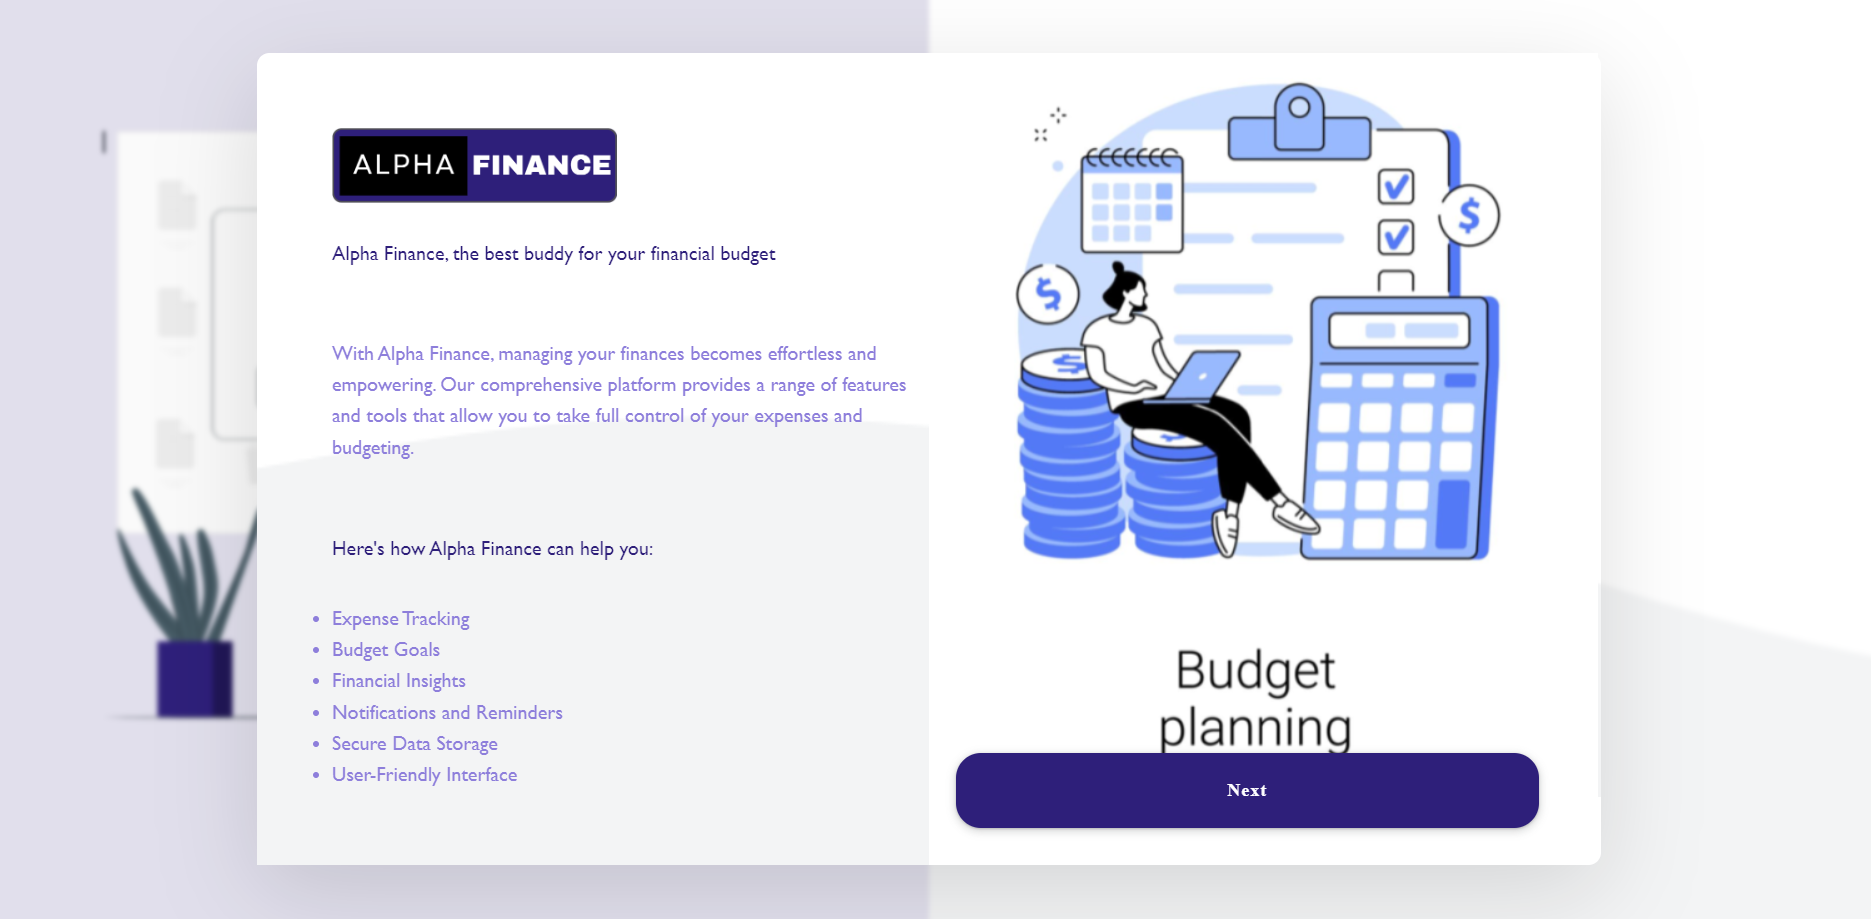 ALPHA FINANCE
Alpha Finance, the best buddy for your financial budget
With Alpha Finance, managing your finances becomes effortless and
empowering. Our comprehensive platform provides a range of features
and tools that allow you to take full control of your expenses and
budgeting.
Here's how Alpha Finance can help you:
• Expense Tracking
• Budget Goals
• Financial Insights
• Notifications and Reminders
• Secure Data Storage
• User-Friendly Interface
$
$
Budget
planning
Next